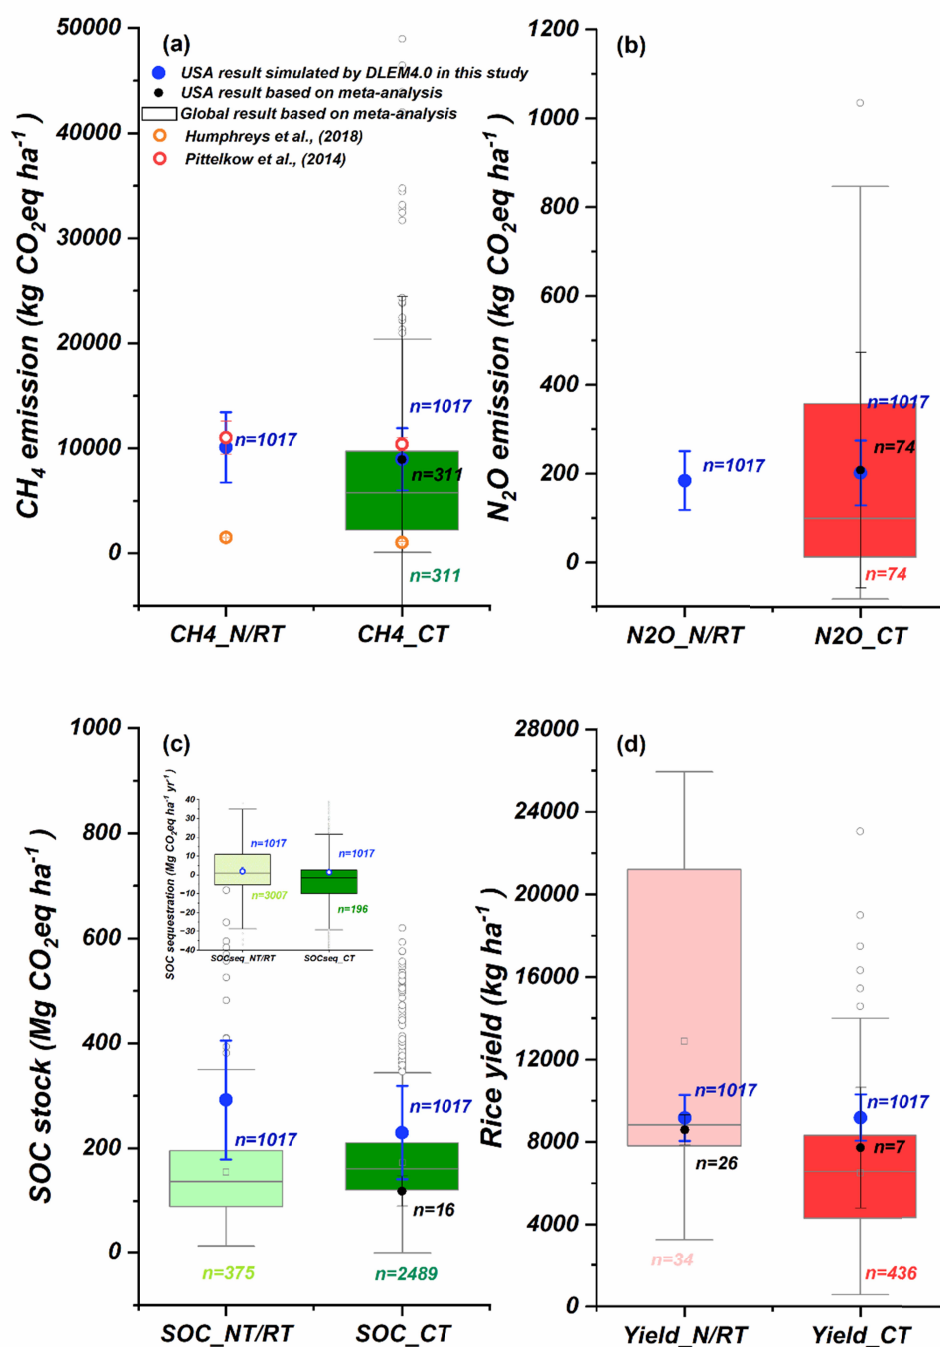 (a)
USA result simulated by DLEM4.0 in this study
USA result based on meta-analysis
Global result based on meta-analysis
Humphreys et al., (2018)
Pittelkow et al., (2014)
CH4 emission (kg CO2eq ha-1)
50000
40000
30000
20000
10000
0
n=1017
n=1017
n=311
n=311
CH4_N/RT
CH4_CT
(b)
N2O emission (kg CO2eq ha-1)
1200
1000
800
600
400
200
0
n=1017
n=1017
n=74
n=74
N2O_N/RT
N2O_CT
(c)
SOC stock (Mg CO2eq ha-1)
1000
800
600
400
200
0
SOC sequestration (Mg CO2eq ha-1 yr-1)
40
30
20
10
0
-10
-20
-30
-40
n=1017
n=1017
n=3007
n=196
SOCseq_NT/RT
SOCseq_CT
n=1017
n=1017
n=16
n=375
n=2489
SOC_NT/RT
SOC_CT
(d)
Rice yield (kg ha-1)
28000
24000
20000
16000
12000
8000
4000
0
n=1017
n=1017
n=26
n=7
n=34
n=436
Yield_N/RT
Yield_CT